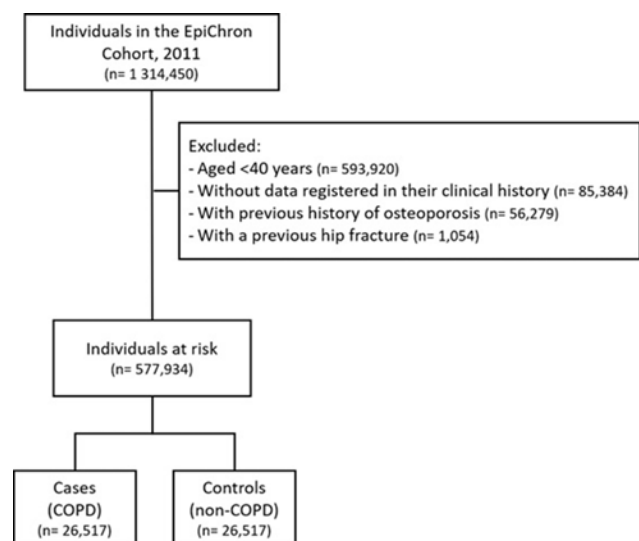 Individuals in the EpiChron
Cohort, 2011
(n= 1 314,450)
Excluded:
- Aged <40 years (n= 593,920)
- Without data registered in their clinical history (n= 85,384)
- With previous history of osteoporosis (n= 56,279)
- With a previous hip fracture (n= 1,054)
Individuals at risk
(n= 577,934)
Cases
(COPD)
(n= 26,517)
Controls
(non-COPD)
(n= 26,517)